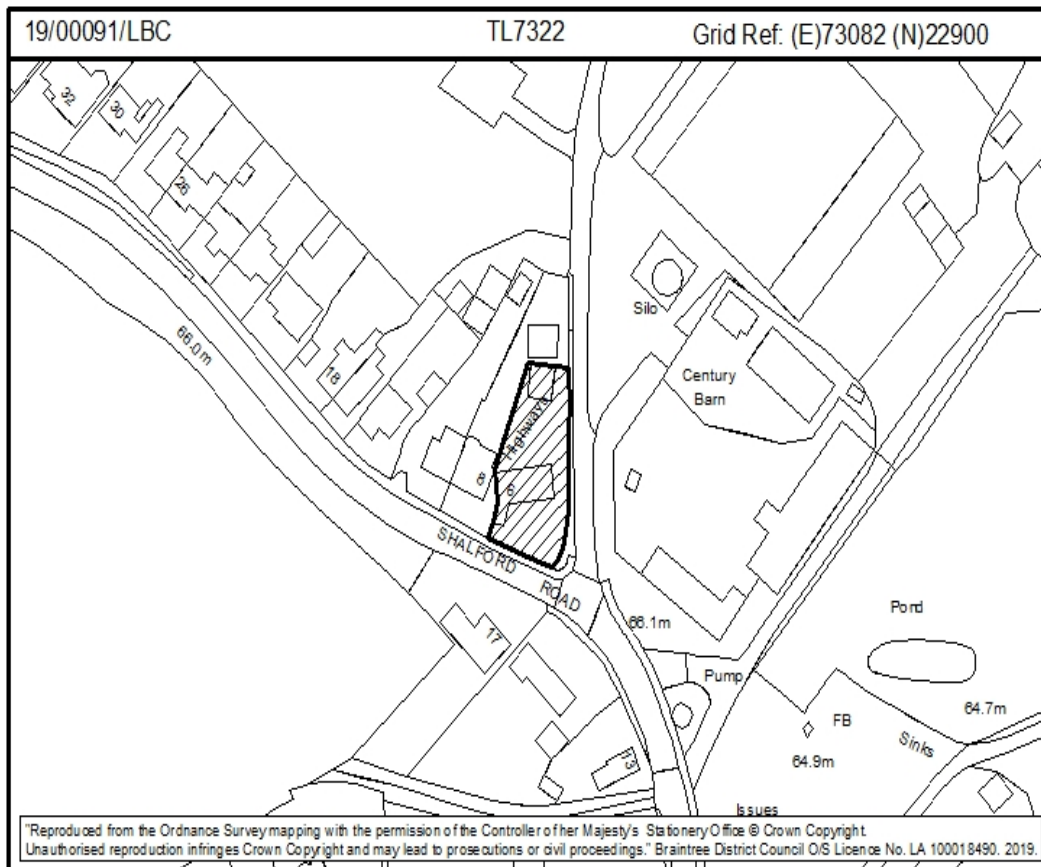 19/00091/LBC TL7322 Grid Ref: (E)73082 (N)22900
32
30
26
66.0m
18
Silo
Century
Barn
Highways
8
6
SHALFORD ROAD
17
66.1m
Pond
Pump
64.7m
FB
Sinks
64.9m
13
Issues
"Reproduced from the Ordnance Survey mapping with the permission of the Controller of her Majesty's Stationery Office © Crown Copyright.
Unauthorised reproduction infringes Crown Copyright and may lead to prosecutions or civil proceedings." Braintree District Council O/S Licence No. LA 100018490. 2019.